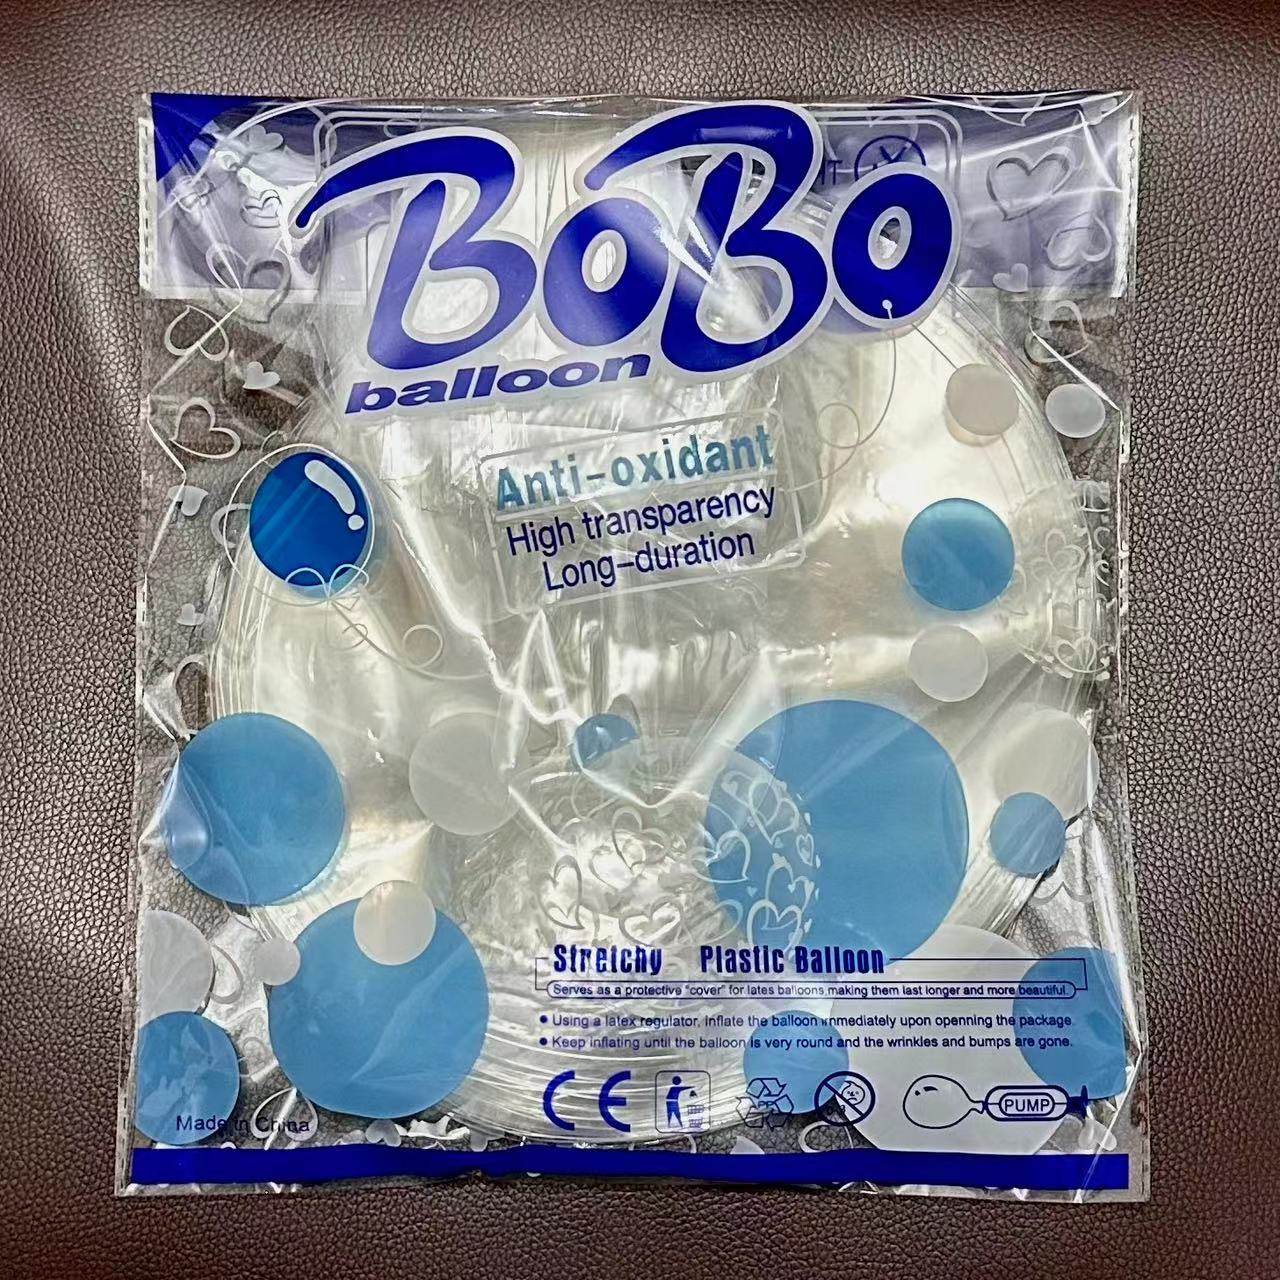 BoBo
balloon
Anti-oxidant
High transparency
Long-duration
Stretchy Plastic Balloon
Serves as a protective "cover" for lates balloons,making them last longer and more beautiful.
• Using a latex regulator, inflate the balloon immediately upon openning the package.
• Keep inflating until the balloon is very round and the wrinkles and bumps are gone.
CE
PUMP
Made in China